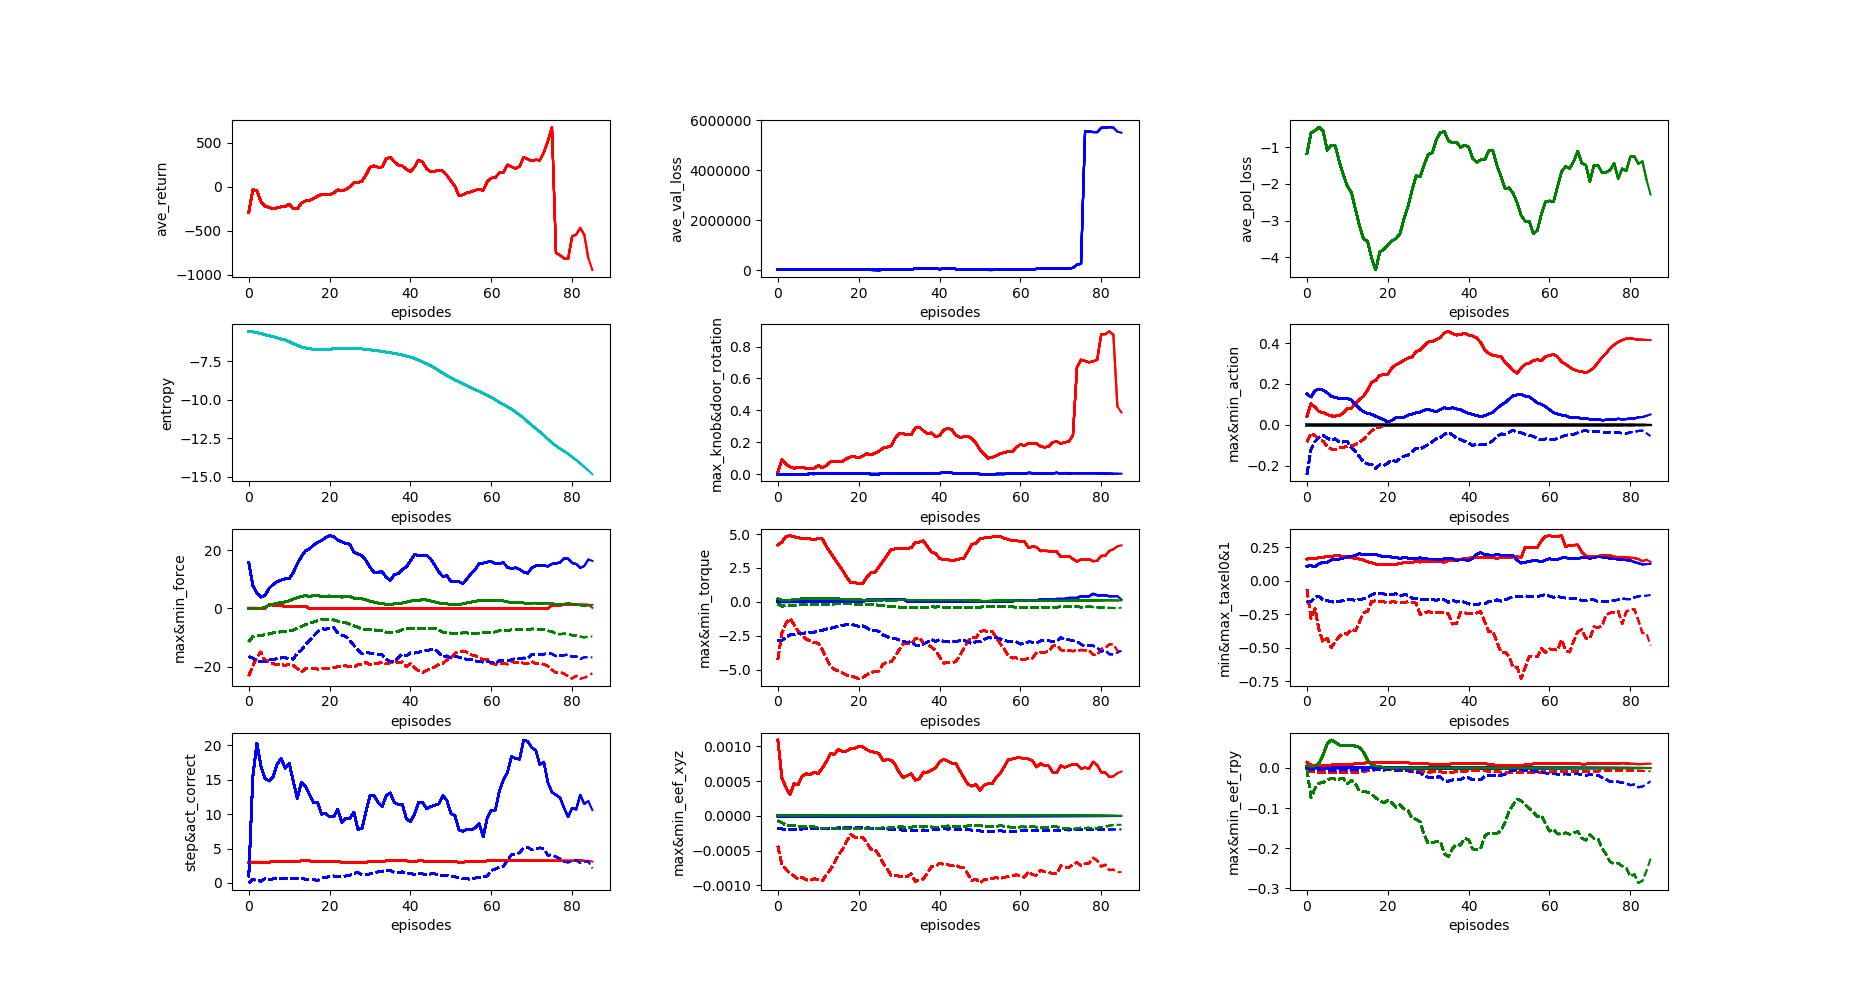 ave_return
500
0
−500
−1000
0 20 40 60 80
episodes
ave_val_loss
6000000
4000000
2000000
0
0 20 40 60 80
episodes
ave_pol_loss
−1
−2
−3
−4
0 20 40 60 80
episodes
entropy
−7.5
−10.0
−12.5
−15.0
0 20 40 60 80
episodes
max_knob&door_rotation
0.8
0.6
0.4
0.2
0.0
0 20 40 60 80
episodes
max&min_action
0.4
0.2
0.0
−0.2
0 20 40 60 80
episodes
max&min_force
20
0
−20
0 20 40 60 80
episodes
max&min_torque
5.0
2.5
0.0
−2.5
−5.0
0 20 40 60 80
episodes
min&max_taxel0&1
0.25
0.00
−0.25
−0.50
−0.75
0 20 40 60 80
episodes
step&act_correct
20
15
10
5
0
0 20 40 60 80
episodes
max&min_eef_xyz
0.0010
0.0005
0.0000
−0.0005
−0.0010
0 20 40 60 80
episodes
max&min_eef_rpy
0.0
−0.1
−0.2
−0.3
0 20 40 60 80
episodes